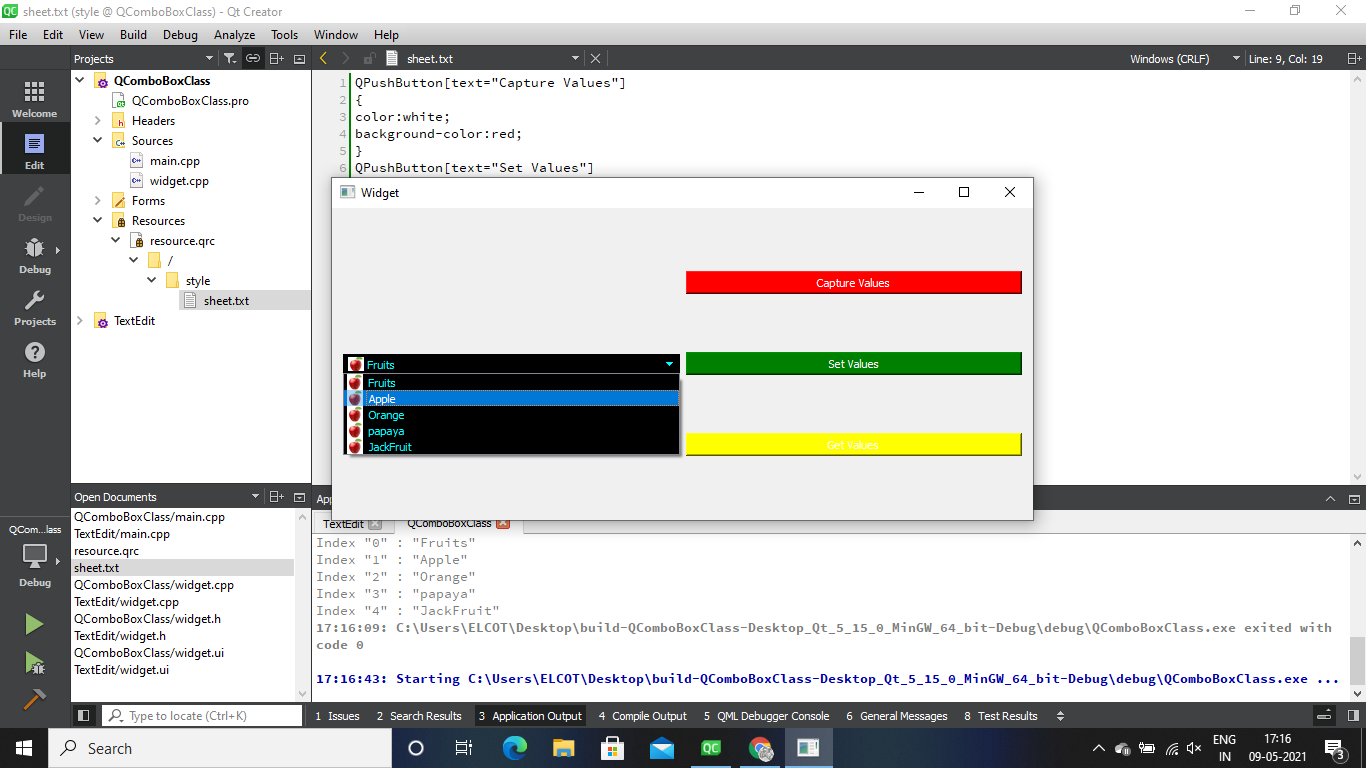 sheet.txt (style @ QComboBoxClass) - Qt Creator
File Edit View Build Debug Analyze Tools Window Help
Projects
sheet.txt
Windows (CRLF)
Line: 9, Col: 19
Welcome
Edit
Design
Debug
Projects
Help
QComboBoxClass
QComboBoxClass.pro
Headers
Sources
main.cpp
widget.cpp
Forms
Resources
resource.qrc
/
style
sheet.txt
TextEdit
1 QPushButton[text="Capture Values"]
2 {
3 color:white;
4 background-color:red;
5 }
6 QPushButton[text="Set Values"]
Widget
Capture Values
Fruits
Set Values
Fruits
Apple
Orange
papaya
JackFruit
Get Values
Open Documents
QComboBoxClass/main.cpp
TextEdit/main.cpp
resource.qrc
sheet.txt
QComboBoxClass/widget.cpp
TextEdit/widget.cpp
QComboBoxClass/widget.h
TextEdit/widget.h
QComboBoxClass/widget.ui
TextEdit/widget.ui
QCom...lass
Debug
App
TextEdit
QComboBoxClass
Index "0" : "Fruits"
Index "1" : "Apple"
Index "2" : "Orange"
Index "3" : "papaya"
Index "4" : "JackFruit"
17:16:09: C:\Users\ELCOT\Desktop\build-QComboBoxClass-Desktop_Qt_5_15_0_MinGW_64_bit-Debug\debug\QComboBoxClass.exe exited with
code 0
17:16:43: Starting C:\Users\ELCOT\Desktop\build-QComboBoxClass-Desktop_Qt_5_15_0_MinGW_64_bit-Debug\debug\QComboBoxClass.exe ...
Type to locate (Ctrl+K)
1 Issues 2 Search Results 3 Application Output 4 Compile Output 5 QML Debugger Console 6 General Messages 8 Test Results
Search
ENG
IN
17:16
09-05-2021
3